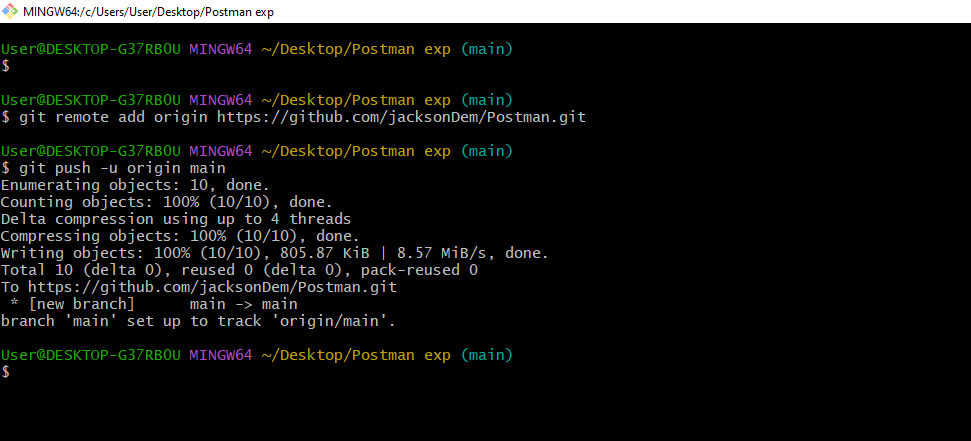 MINGW64:/c/Users/User/Desktop/Postman exp
User@DESKTOP-G37RBOU MINGW64 ~/Desktop/Postman exp (main)
$
User@DESKTOP-G37RBOU MINGW64 ~/Desktop/Postman exp (main)
$ git remote add origin https://github.com/jacksonDem/Postman.git
User@DESKTOP-G37RBOU MINGW64 ~/Desktop/Postman exp (main)
$ git push -u origin main
Enumerating objects: 10, done.
Counting objects: 100% (10/10), done.
Delta compression using up to 4 threads
Compressing objects: 100% (10/10), done.
Writing objects: 100% (10/10), 805.87 KiB | 8.57 MiB/s, done.
Total 10 (delta 0), reused 0 (delta 0), pack-reused 0
To https://github.com/jacksonDem/Postman.git
 * [new branch]      main -> main
branch 'main' set up to track 'origin/main'.
User@DESKTOP-G37RBOU MINGW64 ~/Desktop/Postman exp (main)
$